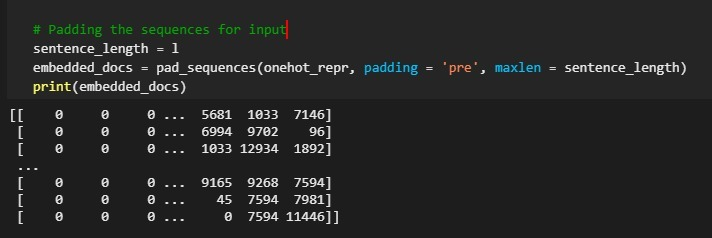 # Padding the sequences for input
sentence_length = l
embedded_docs = pad_sequences(onehot_repr, padding = 'pre', maxlen = sentence_length)
print(embedded_docs)
[[    0     0     0 ...  5681  1033  7146]
 [    0     0     0 ...  6994  9702    96]
 [    0     0     0 ...  1033 12934  1892]
 ...
 [    0     0     0 ...  9165  9268  7594]
 [    0     0     0 ...    45  7594  7981]
 [    0     0     0 ...     0  7594 11446]]